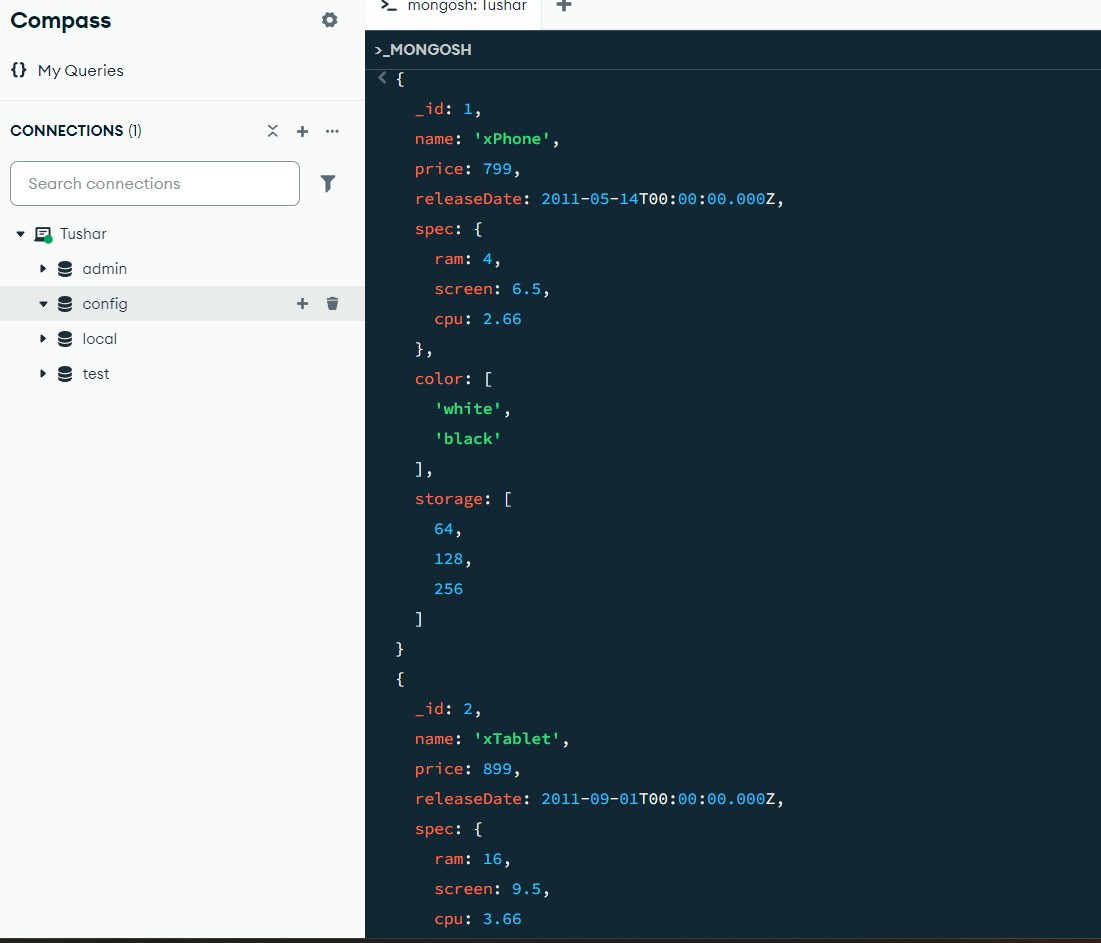 Compass
{} My Queries
CONNECTIONS (1)
Search connections
Tushar
admin
config
local
test
>_ mongosh: Tushar
>_MONGOSH
{
_id: 1,
name: 'xPhone',
price: 799,
releaseDate: 2011-05-14T00:00:00.000Z,
spec: {
ram: 4,
screen: 6.5,
cpu: 2.66
},
color: [
'white',
'black'
],
storage: [
64,
128,
256
]
}
{
_id: 2,
name: 'xTablet',
price: 899,
releaseDate: 2011-09-01T00:00:00.000Z,
spec: {
ram: 16,
screen: 9.5,
cpu: 3.66